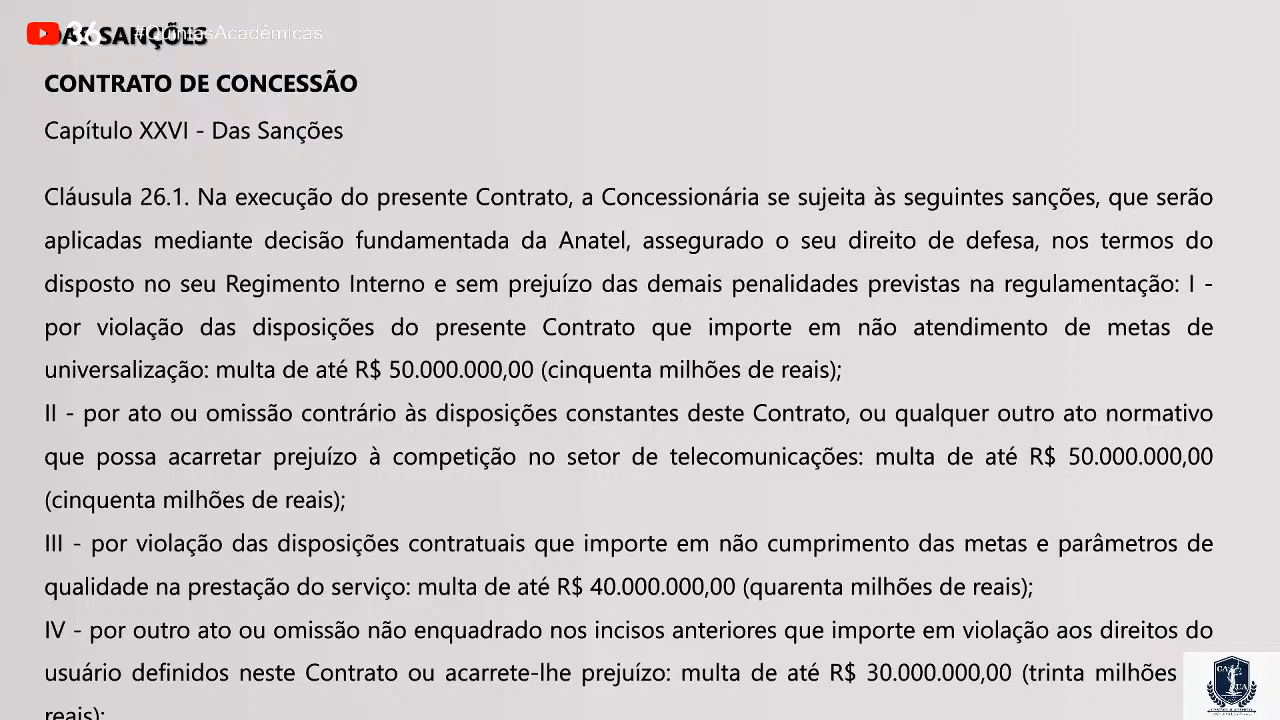 DAS SANÇÕES
#QuintasAcadêmicas
CONTRATO DE CONCESSÃO
Capítulo XXVI - Das Sanções
Cláusula 26.1. Na execução do presente Contrato, a Concessionária se sujeita às seguintes sanções, que serão
aplicadas mediante decisão fundamentada da Anatel, assegurado o seu direito de defesa, nos termos do
disposto no seu Regimento Interno e sem prejuízo das demais penalidades previstas na regulamentação: I -
por violação das disposições do presente Contrato que importe em não atendimento de metas de
universalização: multa de até R$ 50.000.000,00 (cinquenta milhões de reais);
II - por ato ou omissão contrário às disposições constantes deste Contrato, ou qualquer outro ato normativo
que possa acarretar prejuízo à competição no setor de telecomunicações: multa de até R$ 50.000.000,00
(cinquenta milhões de reais);
III - por violação das disposições contratuais que importe em não cumprimento das metas e parâmetros de
qualidade na prestação do serviço: multa de até R$ 40.000.000,00 (quarenta milhões de reais);
IV - por outro ato ou omissão não enquadrado nos incisos anteriores que importe em violação aos direitos do
usuário definidos neste Contrato ou acarrete-lhe prejuízo: multa de até R$ 30.000.000,00 (trinta milhões
reais);